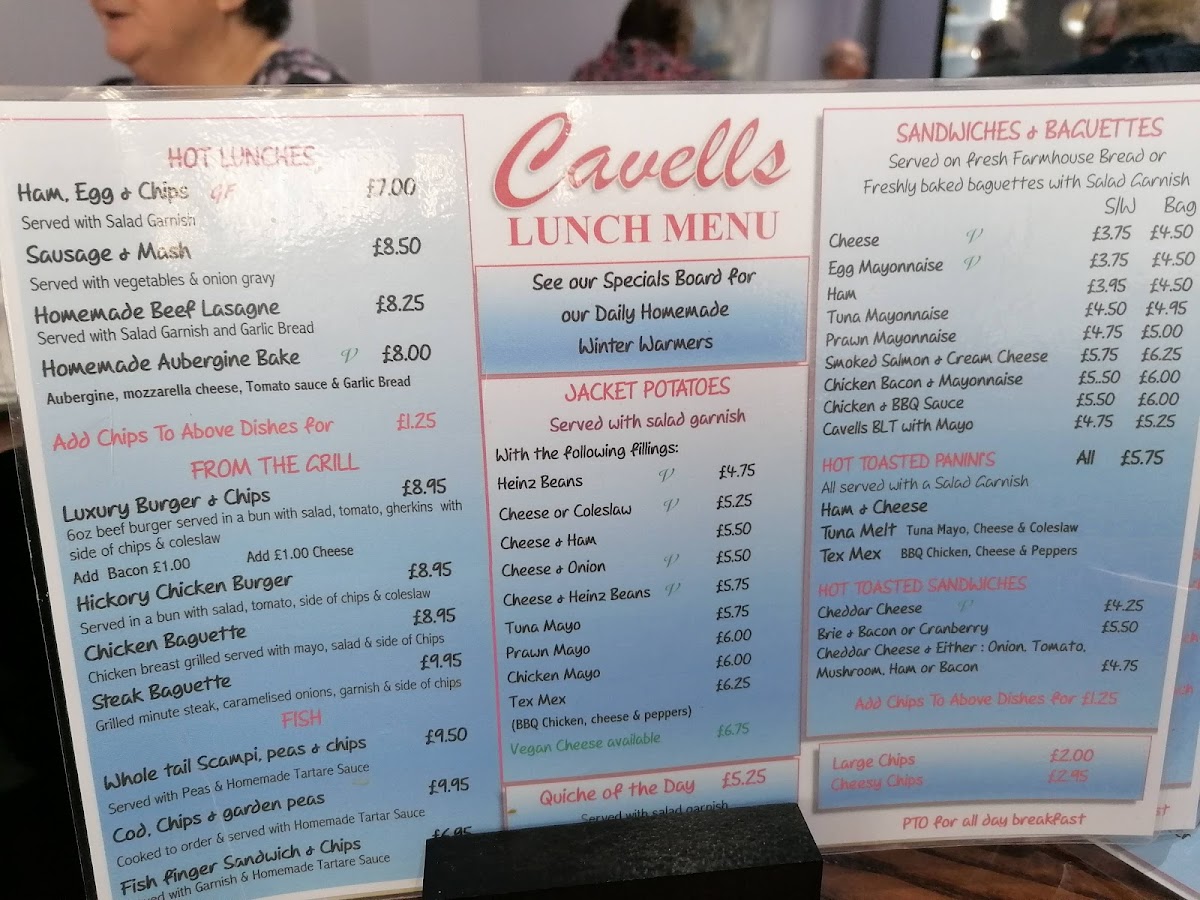 HOT LUNCHES
Ham, Egg & Chips GF £7.00
Served with Salad Garnish
Sausage & Mash £8.50
Served with vegetables & onion gravy
Homemade Beef Lasagne £8.25
Served with Salad Garnish and Garlic Bread
Homemade Aubergine Bake V £8.00
Aubergine, mozzarella cheese, Tomato sauce & Garlic Bread
Add Chips To Above Dishes for £1.25
FROM THE GRILL
Luxury Burger & Chips £8.95
6oz beef burger served in a bun with salad, tomato, gherkins with
side of chips & coleslaw
Add Bacon £1.00 Add £1.00 Cheese
Hickory Chicken Burger £8.95
Served in a bun with salad, tomato, side of chips & coleslaw
Chicken Baguette £8.95
Chicken breast grilled served with mayo, salad & side of Chips
Steak Baguette £9.95
Grilled minute steak, caramelised onions, garnish & side of chips
FISH
Whole tail Scampi, peas & chips £9.50
Served with Peas & Homemade Tartare Sauce
Cod, Chips & garden peas £9.95
Cooked to order & served with Homemade Tartar Sauce
Fish finger Sandwich & Chips £6.95
with Garnish & Homemade Tartare Sauce
Cavells
LUNCH MENU
See our Specials Board for
our Daily Homemade
Winter Warmers
JACKET POTATOES
Served with salad garnish
With the following fillings:
Heinz Beans V £4.75
Cheese or Coleslaw V £5.25
Cheese & Ham £5.50
Cheese & Onion V £5.50
Cheese & Heinz Beans V £5.75
Tuna Mayo £5.75
Prawn Mayo £6.00
Chicken Mayo £6.00
Tex Mex £6.25
(BBQ Chicken, cheese & peppers)
Vegan Cheese available £6.75
Quiche of the Day £5.25
Served with salad garnish
SANDWICHES & BAGUETTES
Served on fresh Farmhouse Bread or
Freshly baked baguettes with Salad Garnish
S/W Bag
Cheese V £3.75 £4.50
Egg Mayonnaise V £3.75 £4.50
Ham £3.95 £4.50
Tuna Mayonnaise £4.50 £4.95
Prawn Mayonnaise £4.75 £5.00
Smoked Salmon & Cream Cheese £5.75 £6.25
Chicken Bacon & Mayonnaise £5.50 £6.00
Chicken & BBQ Sauce £5.50 £6.00
Cavells BLT with Mayo £4.75 £5.25
HOT TOASTED PANINI'S All £5.75
All served with a Salad Garnish
Ham & Cheese
Tuna Melt Tuna Mayo, Cheese & Coleslaw
Tex Mex BBQ Chicken, Cheese & Peppers
HOT TOASTED SANDWICHES
Cheddar Cheese V £4.25
Brie & Bacon or Cranberry £5.50
Cheddar Cheese & Either : Onion, Tomato,
Mushroom, Ham or Bacon £4.75
Add Chips To Above Dishes for £1.25
Large Chips £2.00
Cheesy Chips £2.95
PTO for all day breakfast